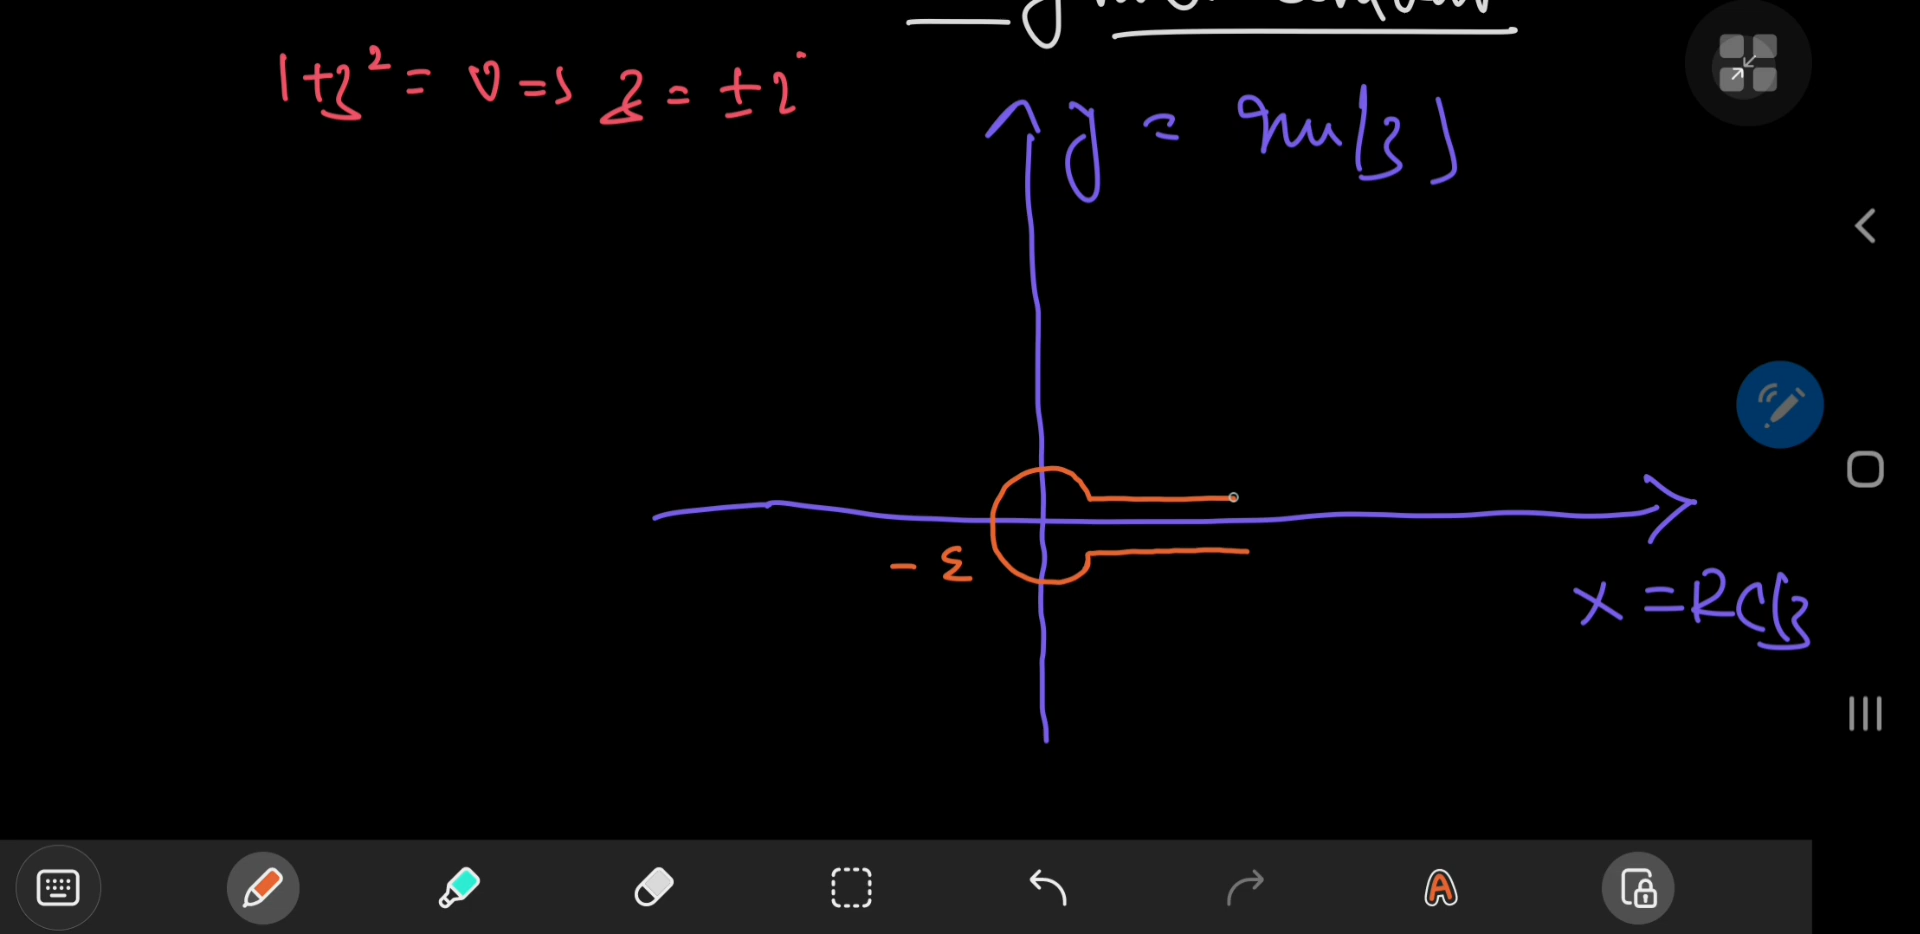 1+z² = 0 => z = ±i
y = Im(z)
-ε
x = Re(z
A